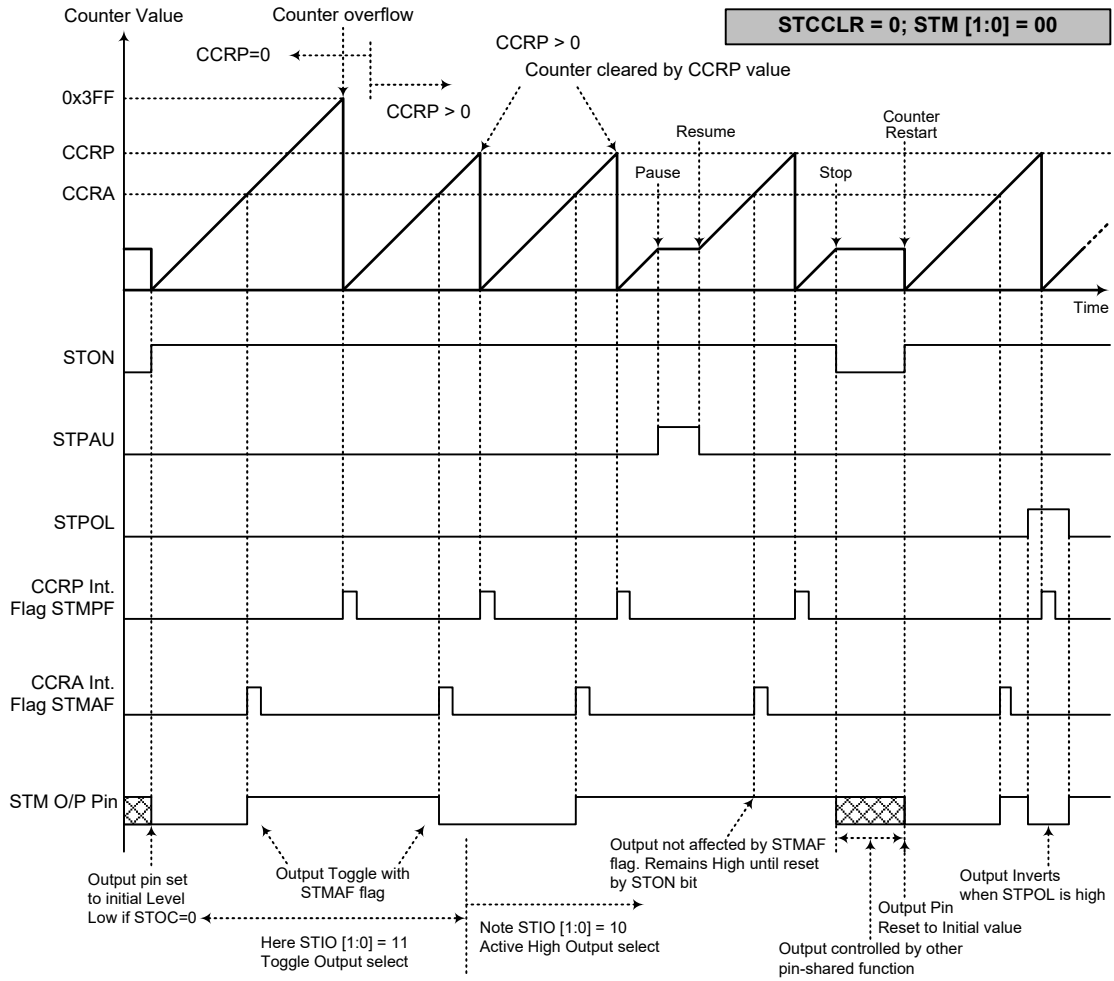 Counter Value
Counter overflow
STCCLR = 0; STM [1:0] = 00
CCRP=0
CCRP > 0
CCRP > 0
Counter cleared by CCRP value
0x3FF
CCRP
CCRA
Pause
Resume
Stop
Counter
Restart
Time
STON
STPAU
STPOL
CCRP Int.
Flag STMPF
CCRA Int.
Flag STMAF
STM O/P Pin
Output pin set
to initial Level
Low if STOC=0
Output Toggle with
STMAF flag
Here STIO [1:0] = 11
Toggle Output select
Note STIO [1:0] = 10
Active High Output select
Output not affected by STMAF
flag. Remains High until reset
by STON bit
Output controlled by other
pin-shared function
Output Pin
Reset to Initial value
Output Inverts
when STPOL is high